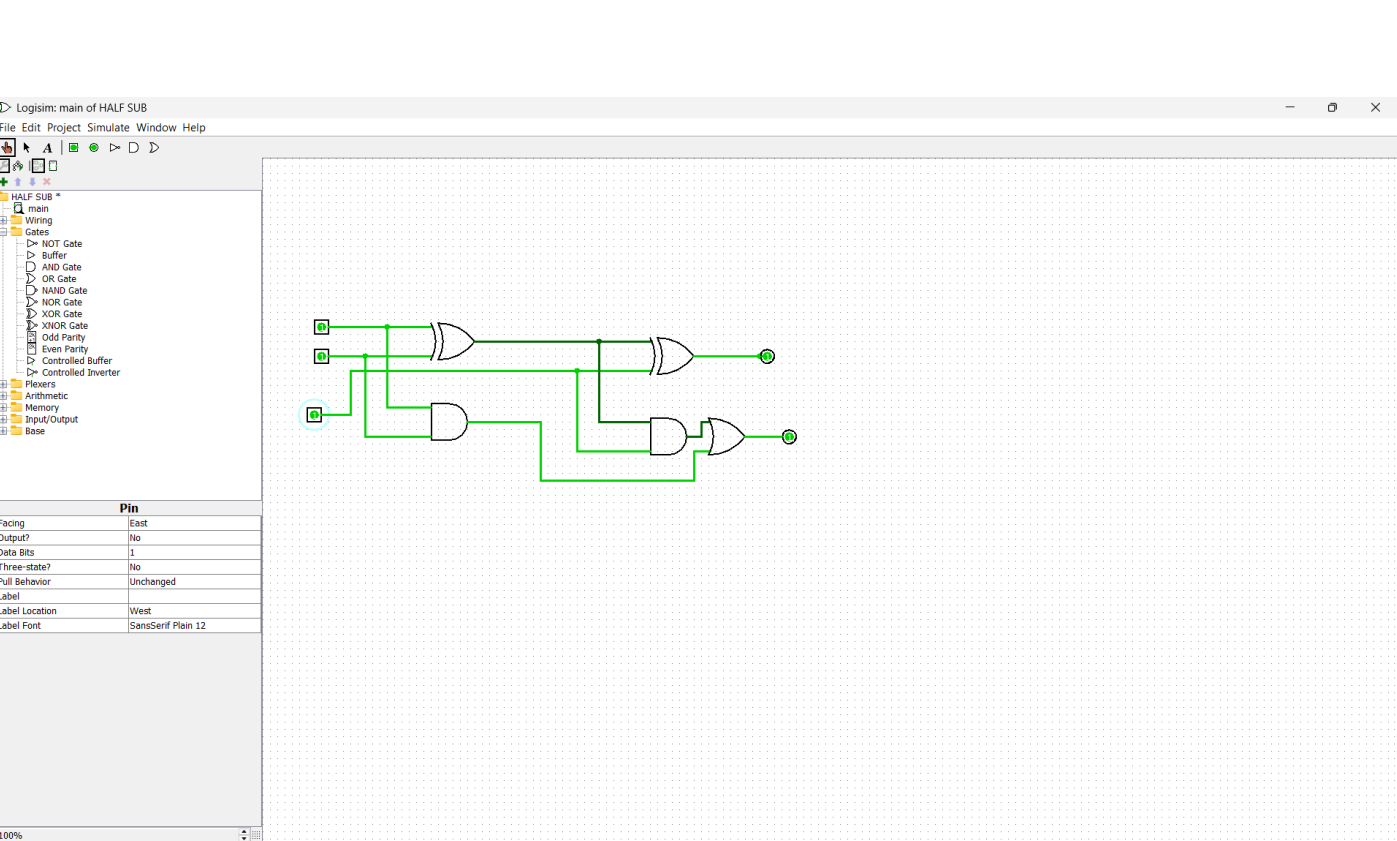 Logisim: main of HALF SUB
File Edit Project Simulate Window Help
A
HALF SUB *
main
Wiring
Gates
NOT Gate
Buffer
AND Gate
OR Gate
NAND Gate
NOR Gate
XOR Gate
XNOR Gate
Odd Parity
Even Parity
Controlled Buffer
Controlled Inverter
Plexers
Arithmetic
Memory
Input/Output
Base
1
1
1
1
1
Pin
Facing East
Output? No
Data Bits 1
Three-state? No
Pull Behavior Unchanged
Label
Label Location West
Label Font SansSerif Plain 12
100%